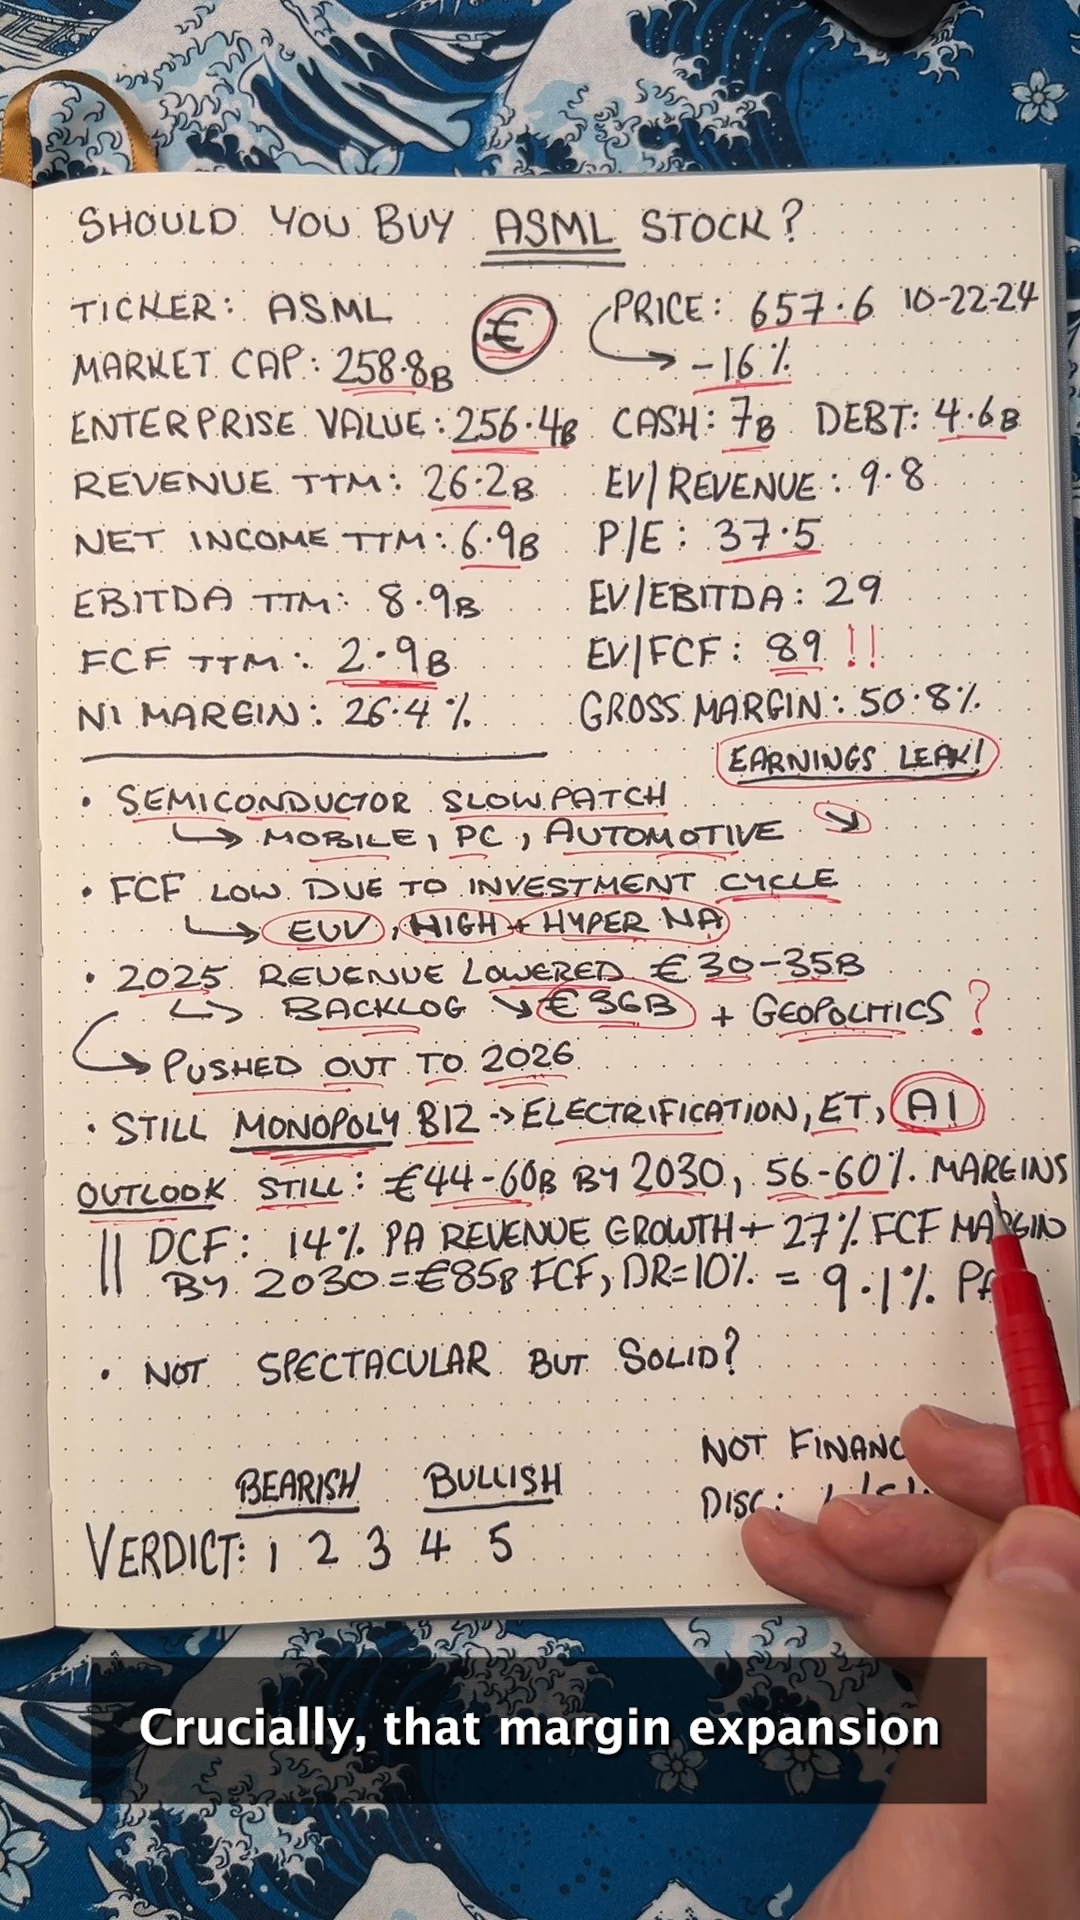 SHOULD YOU BUY ASML STOCK?
TICKER: ASML € PRICE: 657.6 10-22-24
MARKET CAP: 258.8B -16%
ENTERPRISE VALUE: 256.4B CASH: 7B DEBT: 4.6B
REVENUE TTM: 26.2B EV/REVENUE: 9.8
NET INCOME TTM: 6.9B P/E: 37.5
EBITDA TTM: 8.9B EV/EBITDA: 29
FCF TTM: 2.9B EV/FCF: 89 !!
NI MARGIN: 26.4% GROSS MARGIN: 50.8%
EARNINGS LEAK!
• SEMICONDUCTOR SLOW PATCH
↳ MOBILE, PC, AUTOMOTIVE ↘
• FCF LOW DUE TO INVESTMENT CYCLE
↳ EUV, HIGH + HYPER NA
• 2025 REVENUE LOWERED €30-35B
↳ BACKLOG ↘ €36B + GEOPOLITICS ?
↳ PUSHED OUT TO 2026
• STILL MONOPOLY BIZ → ELECTRIFICATION, ET, AI
OUTLOOK STILL: €44-60B BY 2030, 56-60% MARGINS
|| DCF: 14% PA REVENUE GROWTH + 27% FCF MARGIN
BY 2030 = €85B FCF, DR=10% = 9.1% PA
• NOT SPECTACULAR BUT SOLID?
NOT
BEARISH BULLISH
DISC:
VERDICT: 1 2 3 4 5
Crucially, that margin expansion